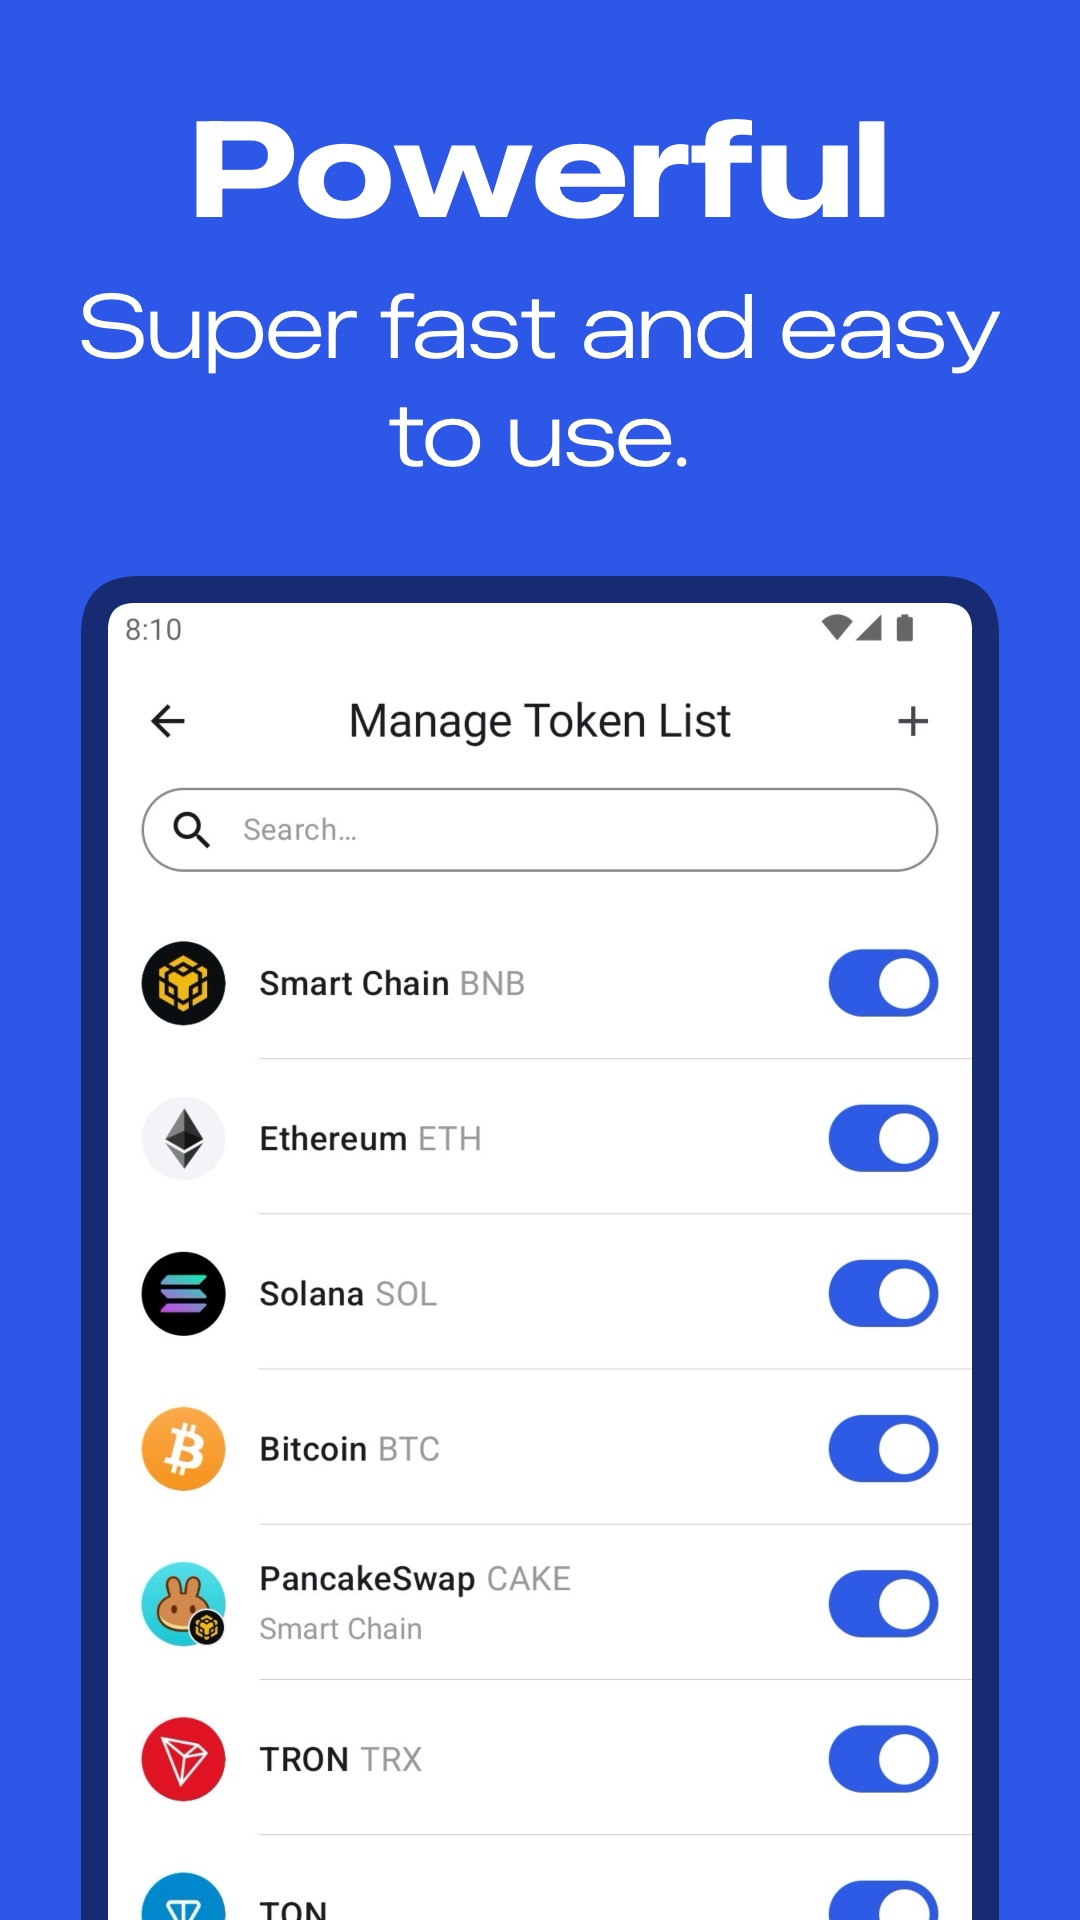 Powerful
Super fast and easy
to use.
8:10
Manage Token List
Search...
Smart Chain BNB
Ethereum ETH
Solana SOL
Bitcoin BTC
PancakeSwap CAKE
Smart Chain
TRON TRX
TON